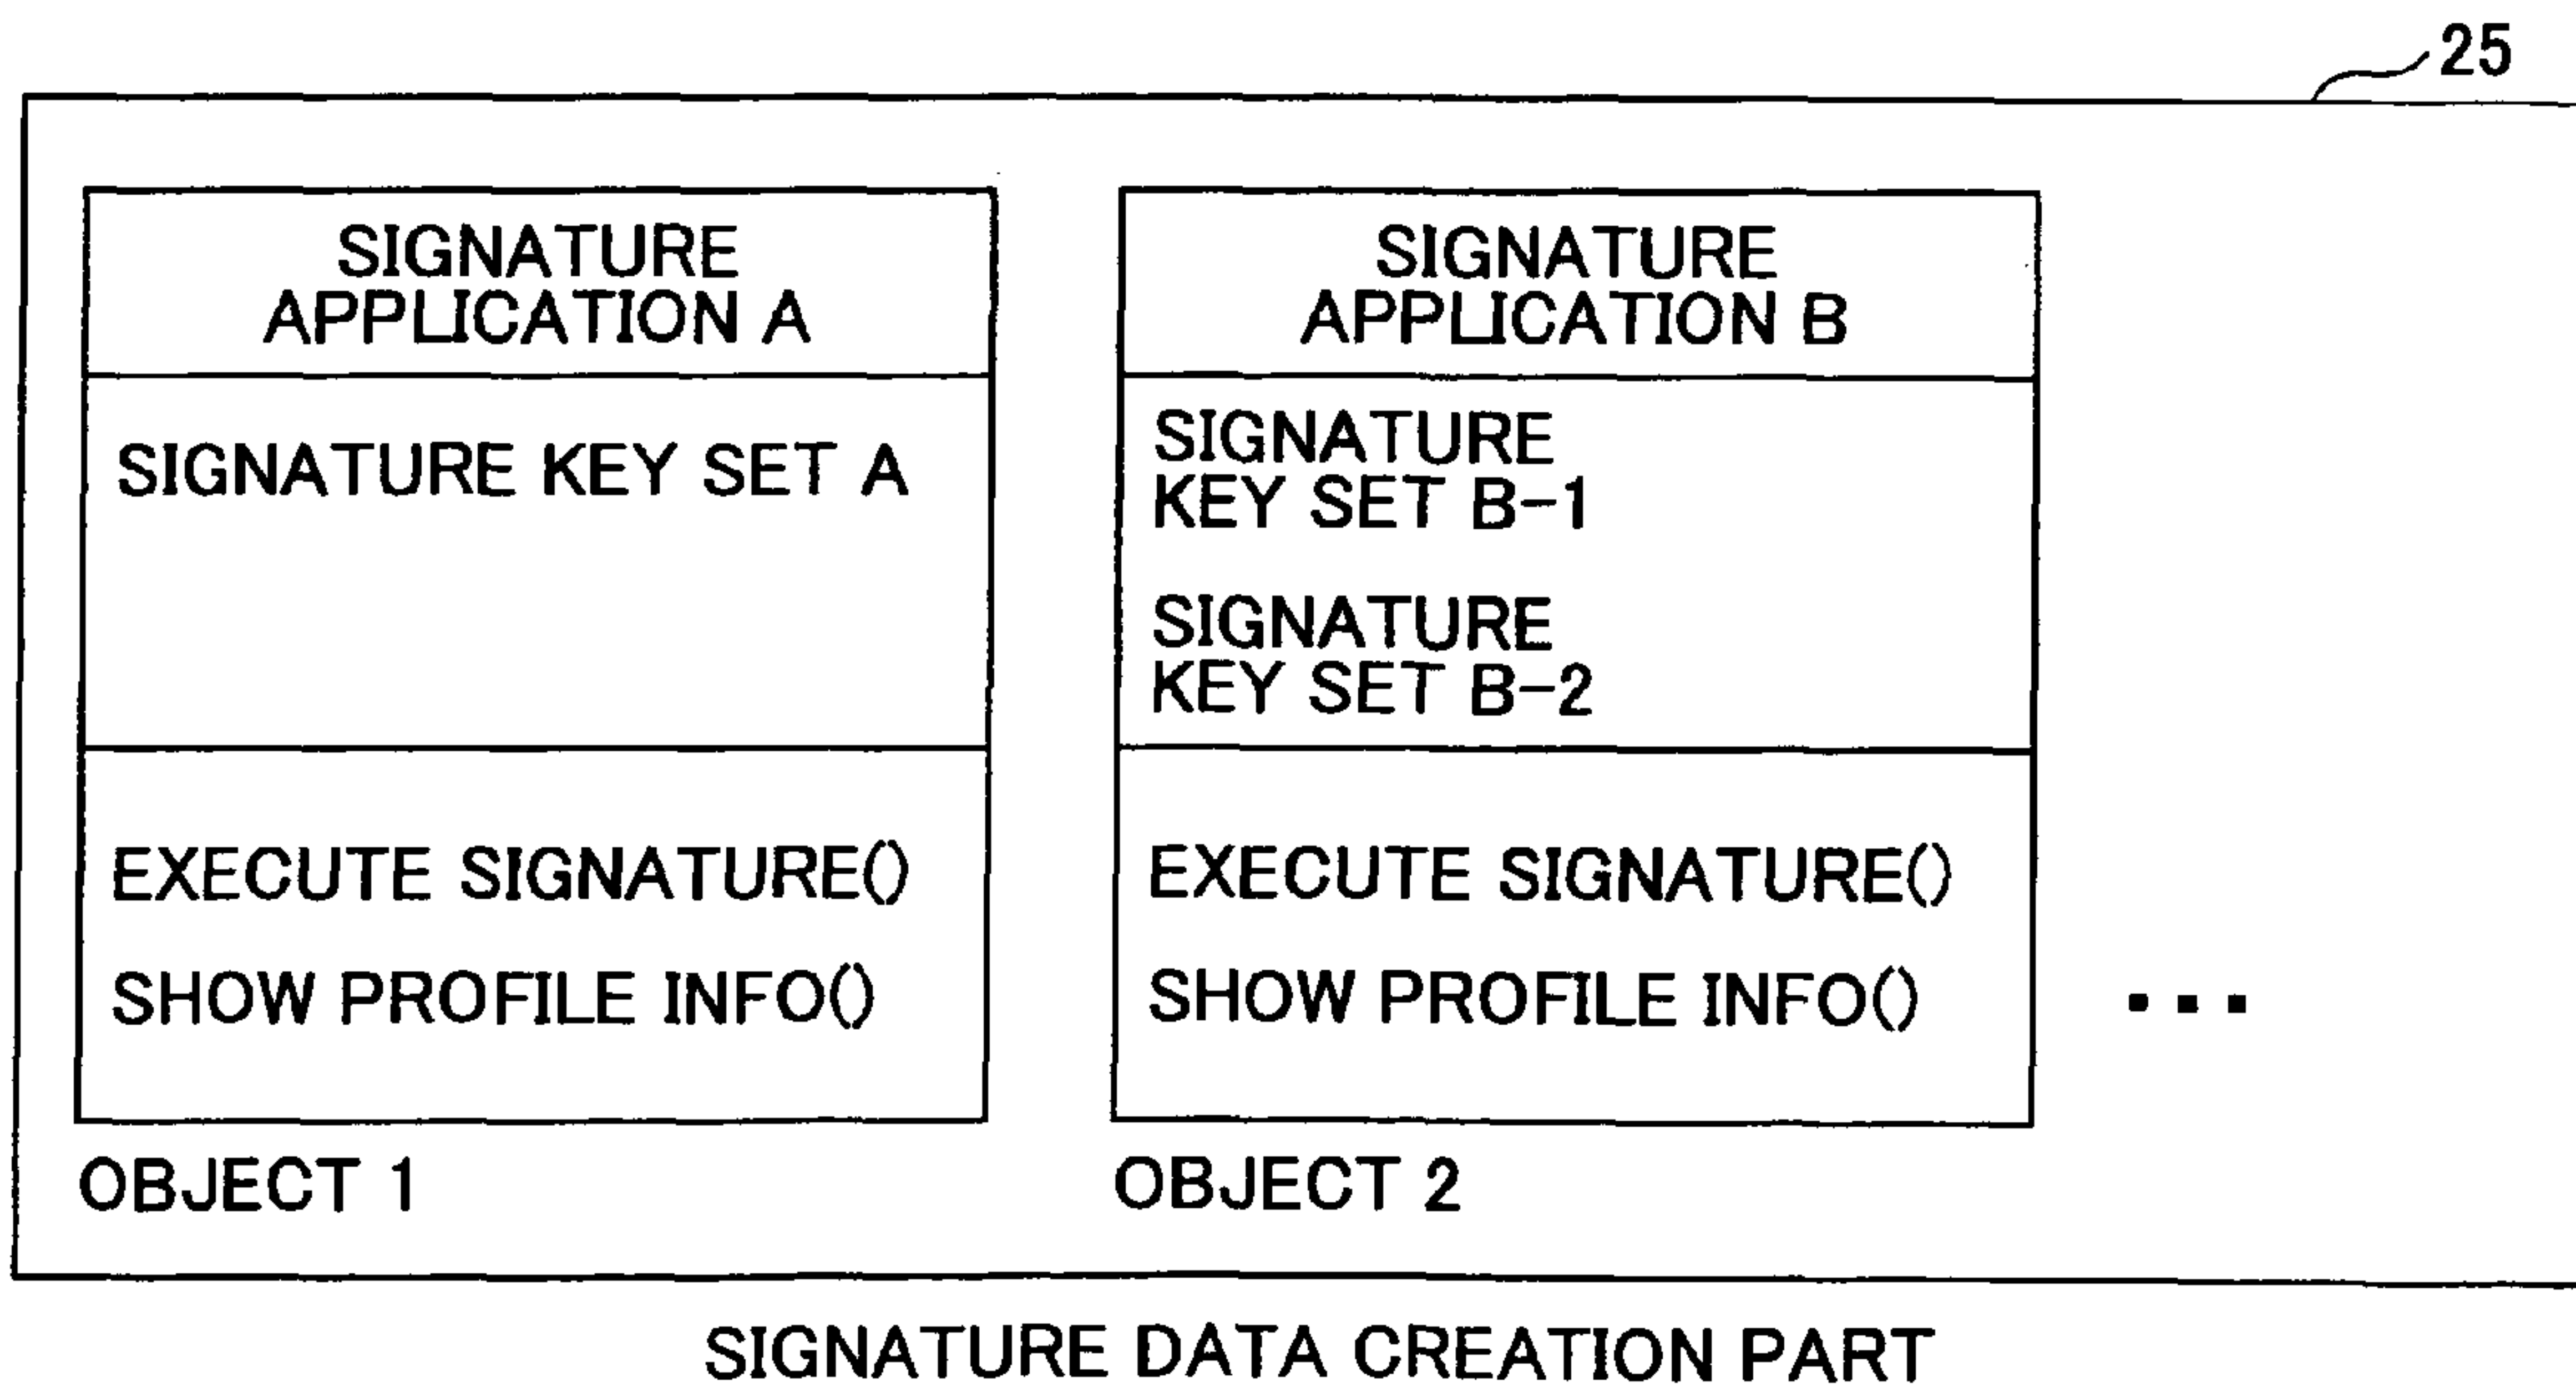 25
SIGNATURE
APPLICATION A
SIGNATURE KEY SET A
EXECUTE SIGNATURE()
SHOW PROFILE INFO()
OBJECT 1
SIGNATURE
APPLICATION B
SIGNATURE
KEY SET B-1
SIGNATURE
KEY SET B-2
EXECUTE SIGNATURE()
SHOW PROFILE INFO()
OBJECT 2
...
SIGNATURE DATA CREATION PART